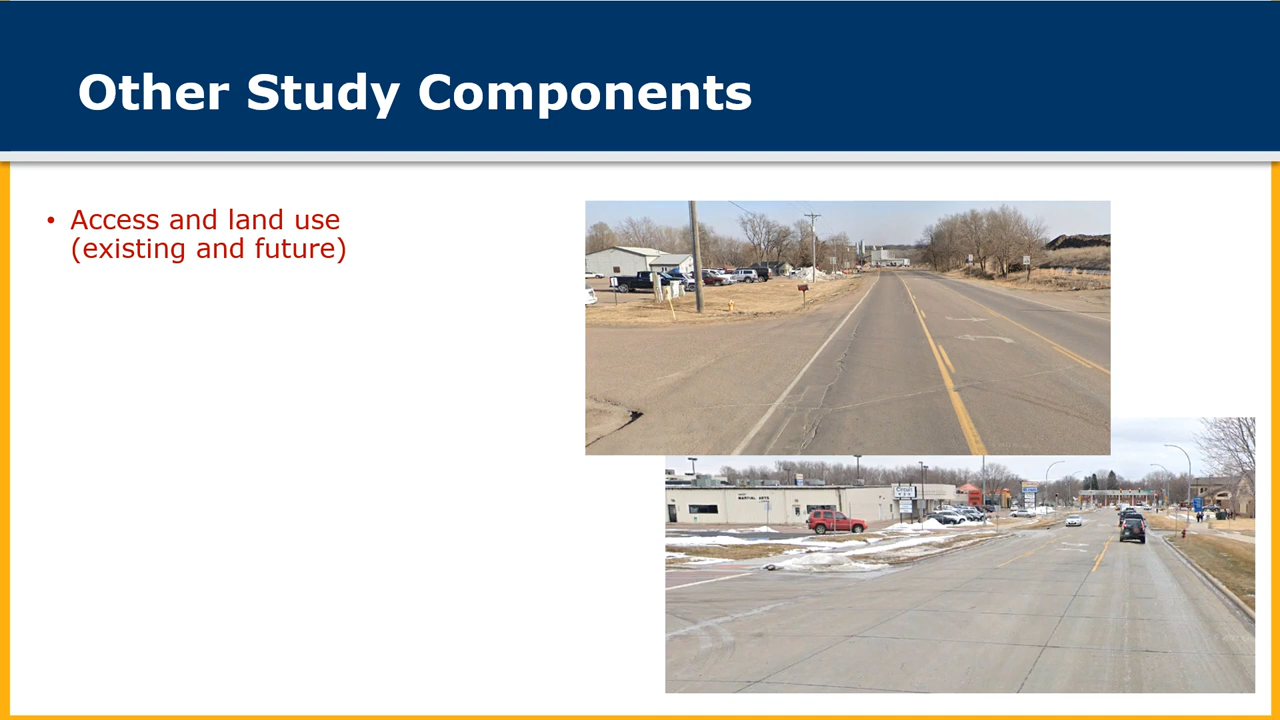 Other Study Components
• Access and land use
(existing and future)
MARTIAL ARTS